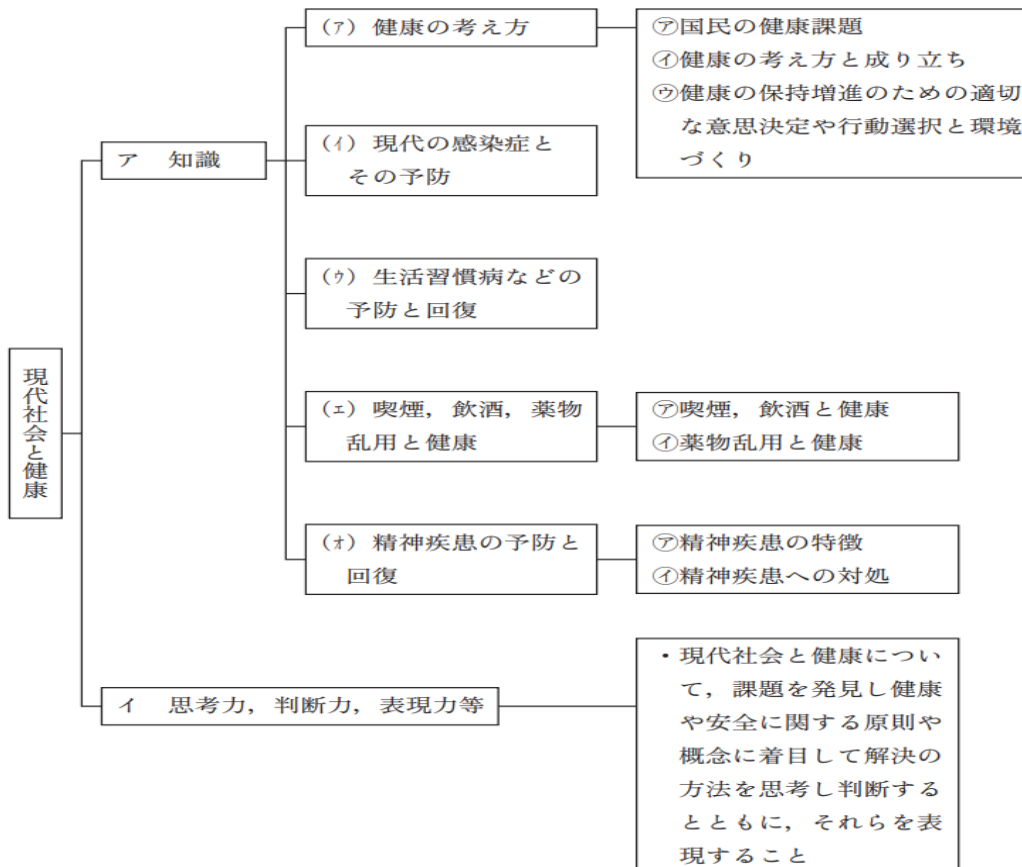 現代社会と健康
ア 知識
(ｱ) 健康の考え方
㋐国民の健康課題
㋑健康の考え方と成り立ち
㋒健康の保持増進のための適切
な意思決定や行動選択と環境
づくり
(ｲ) 現代の感染症と
その予防
(ｳ) 生活習慣病などの
予防と回復
(ｴ) 喫煙，飲酒，薬物
乱用と健康
㋐喫煙，飲酒と健康
㋑薬物乱用と健康
(ｵ) 精神疾患の予防と
回復
㋐精神疾患の特徴
㋑精神疾患への対処
イ 思考力，判断力，表現力等
・現代社会と健康につい
て，課題を発見し健康
や安全に関する原則や
概念に着目して解決の
方法を思考し判断する
とともに，それらを表
現すること